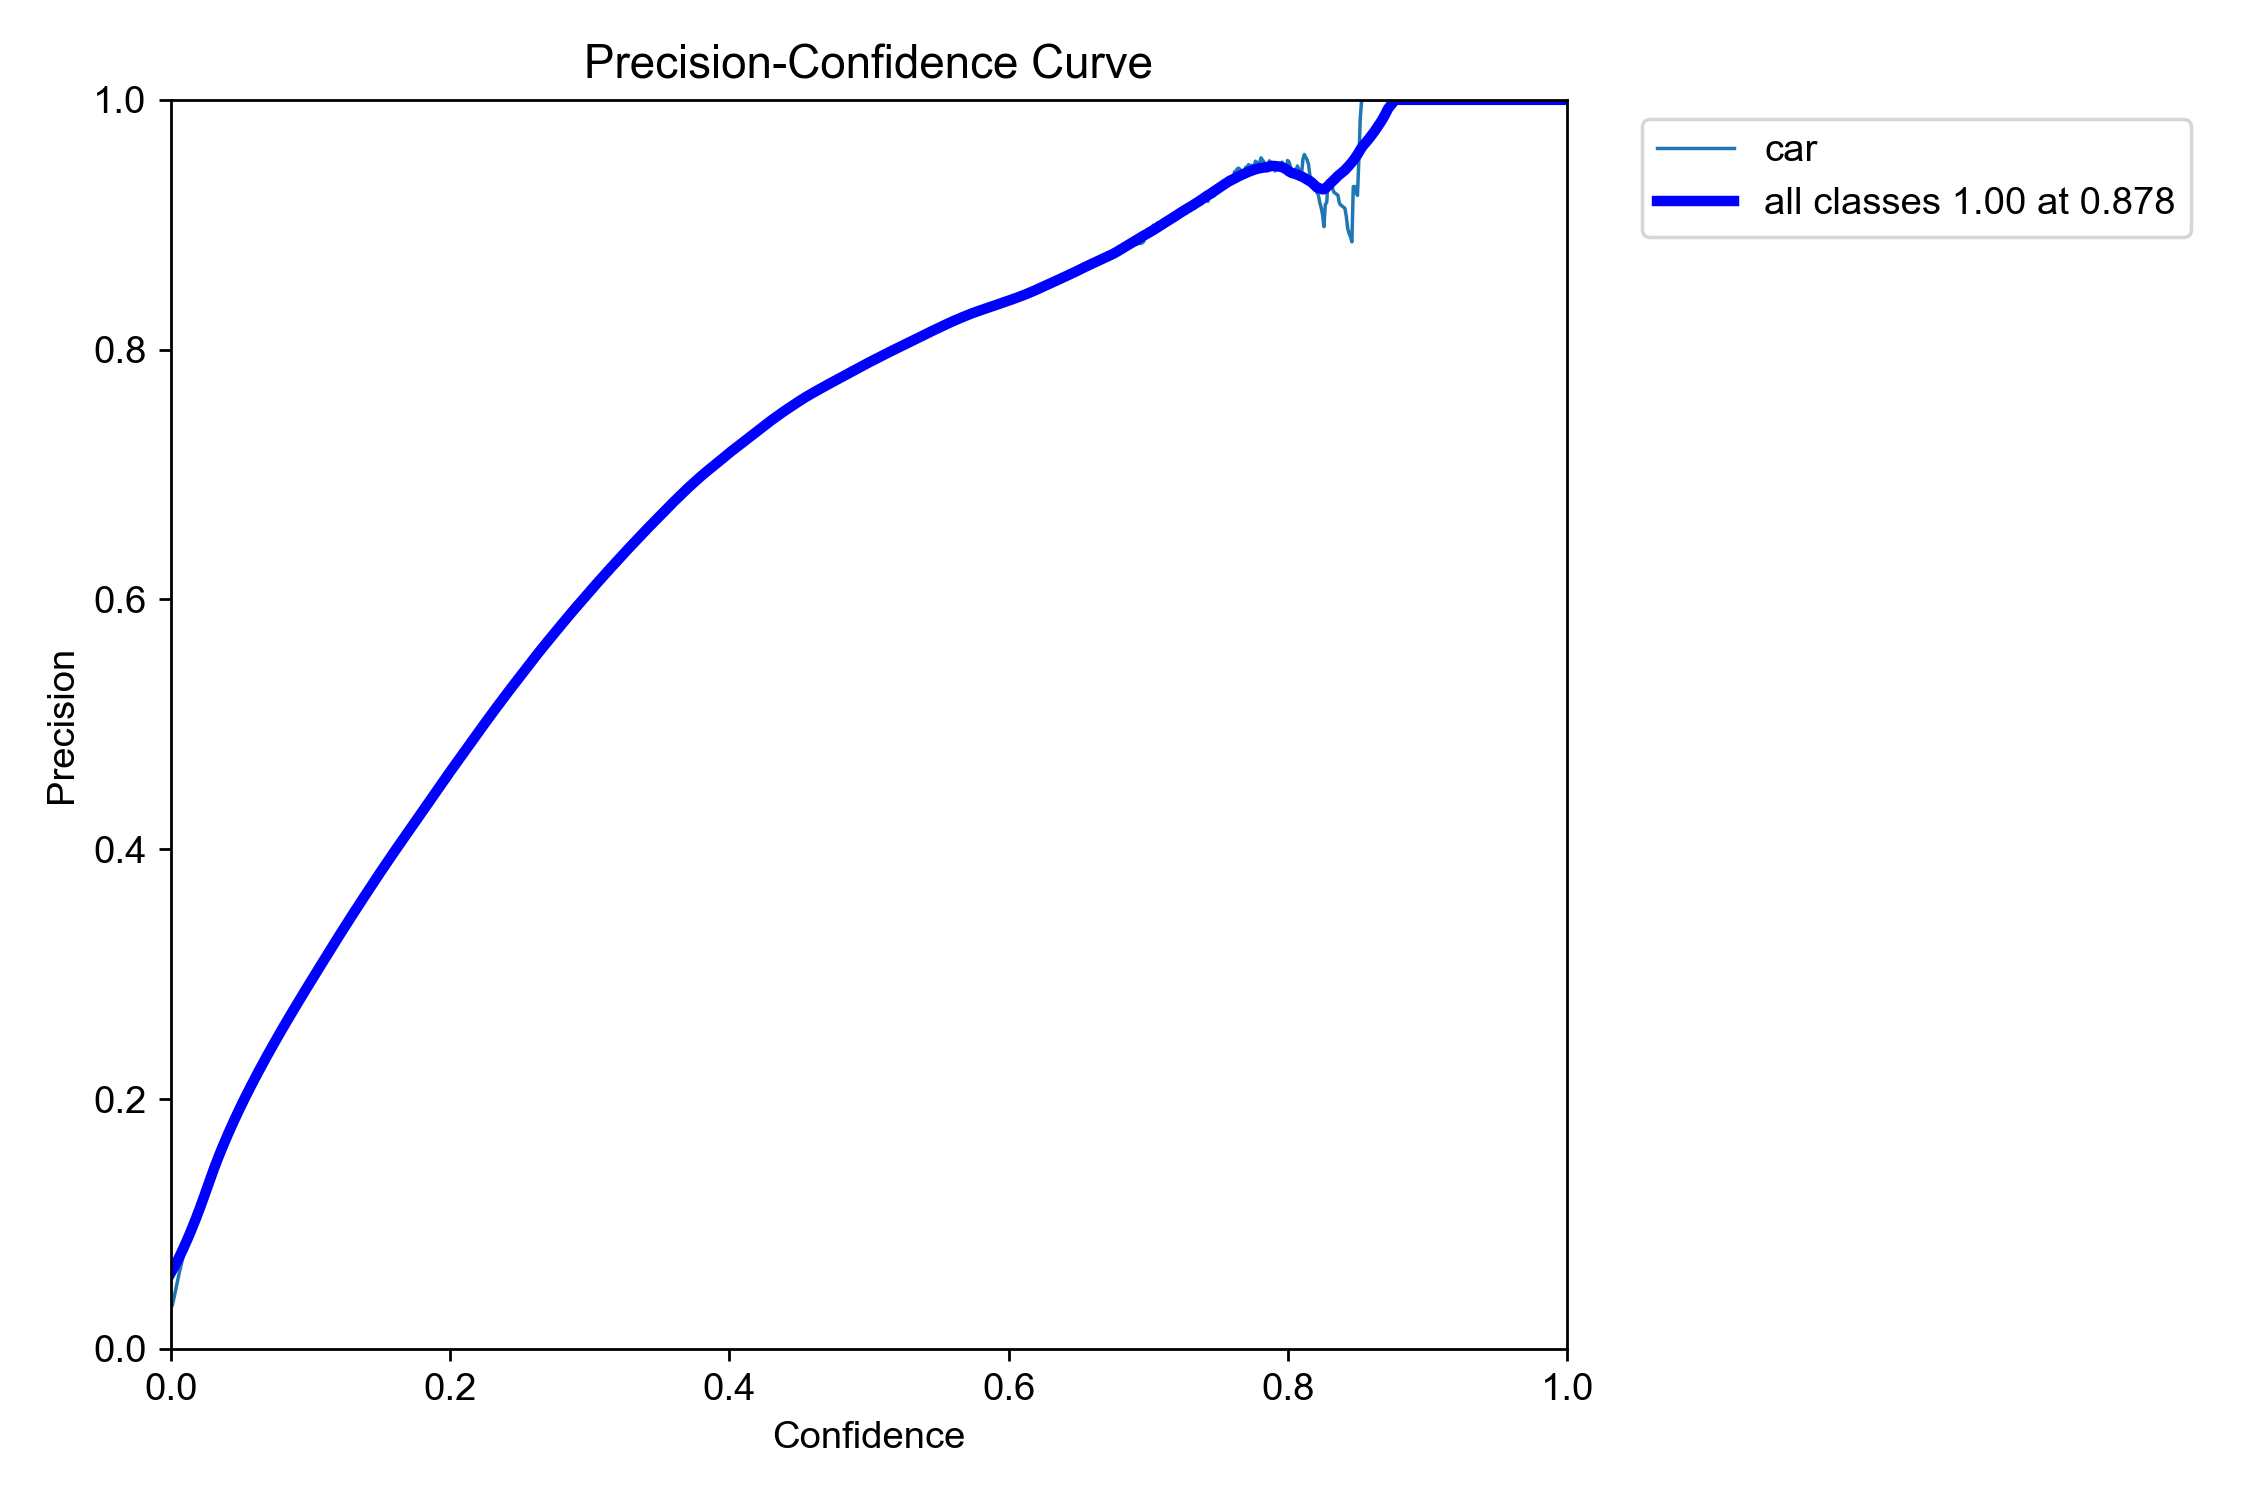 Precision-Confidence Curve
1.0
0.8
0.6
0.4
0.2
0.0
Precision
0.0 0.2 0.4 0.6 0.8 1.0
Confidence
car
all classes 1.00 at 0.878